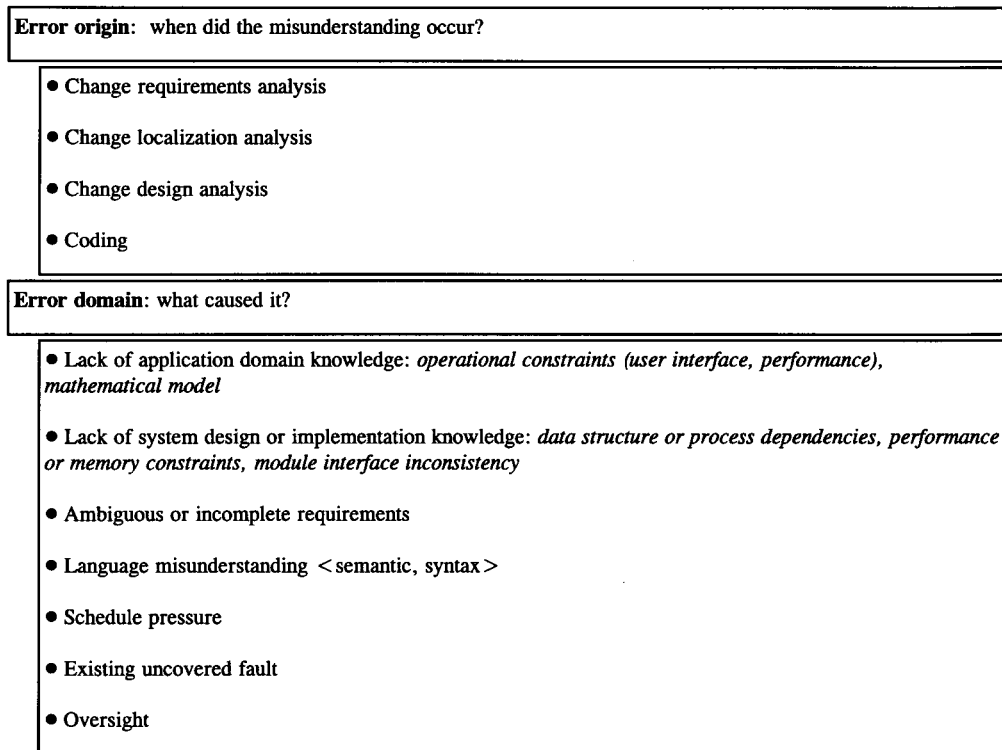 Error origin: when did the misunderstanding occur?
● Change requirements analysis
● Change localization analysis
● Change design analysis
● Coding
Error domain: what caused it?
● Lack of application domain knowledge: operational constraints (user interface, performance),
mathematical model
● Lack of system design or implementation knowledge: data structure or process dependencies, performance
or memory constraints, module interface inconsistency
● Ambiguous or incomplete requirements
● Language misunderstanding <semantic, syntax>
● Schedule pressure
● Existing uncovered fault
● Oversight